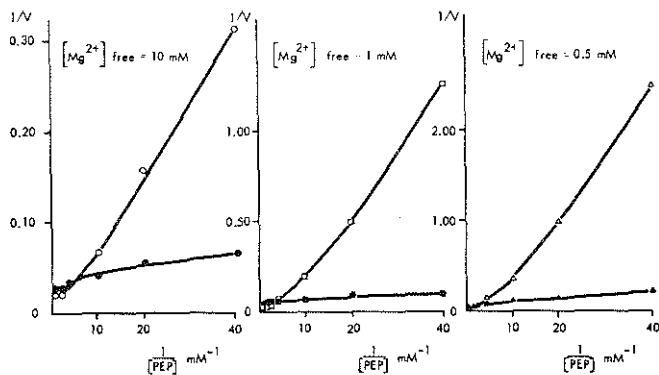 1/V
[Mg2+] free = 10 mM
0.30
0.20
0.10
0
10
20
40
1/[PEP] mM−1
1/V
[Mg2+] free = 1 mM
1.00
0.50
0
10
20
40
1/[PEP] mM−1
1/V
[Mg2+] free = 0.5 mM
2.00
1.00
0
10
20
40
1/[PEP] mM−1